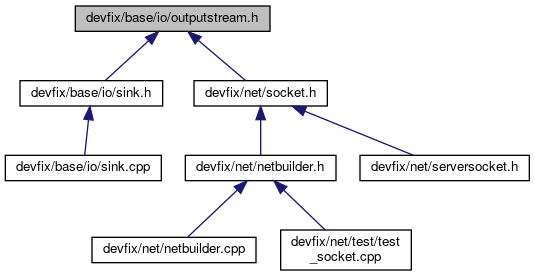 devfix/base/io/outputstream.h
devfix/base/io/sink.h
devfix/net/socket.h
devfix/base/io/sink.cpp
devfix/net/netbuilder.h
devfix/net/serversocket.h
devfix/net/netbuilder.cpp
devfix/net/test/test
_socket.cpp